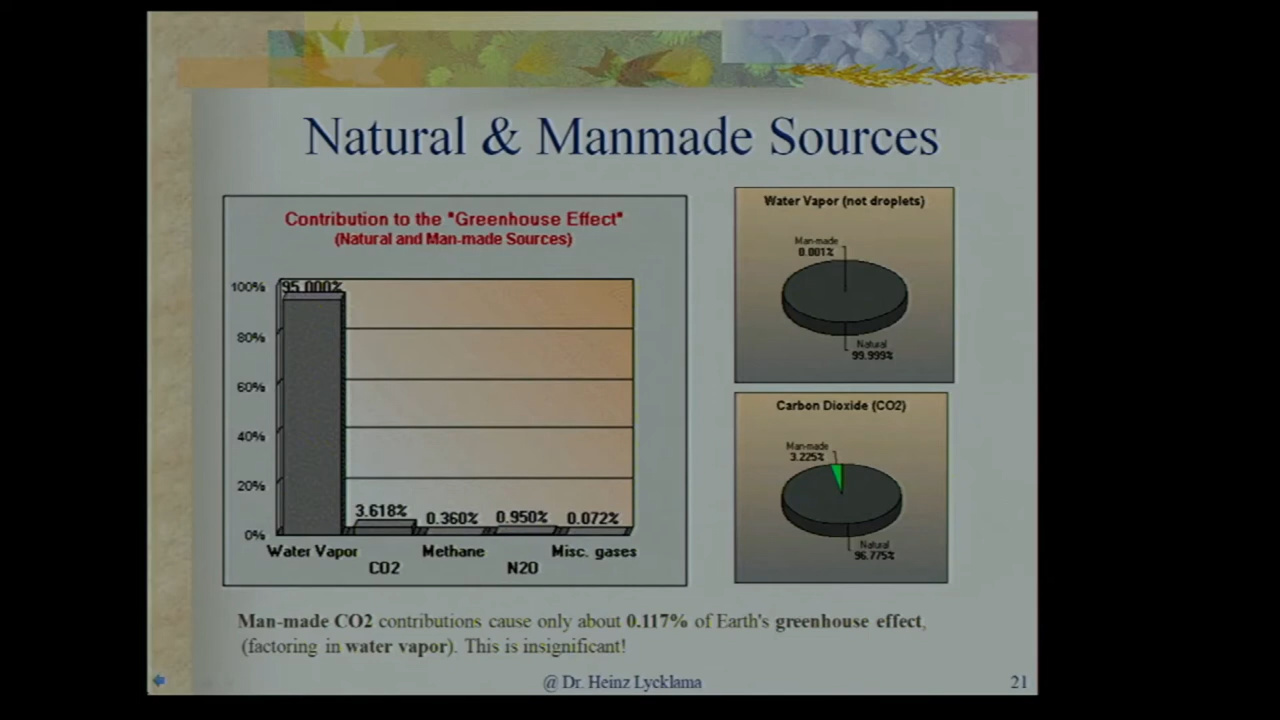 Natural & Manmade Sources
Contribution to the "Greenhouse Effect"
(Natural and Man-made Sources)
100%
80%
60%
40%
20%
0%
95.000%
3.618%
0.360%
0.950%
0.072%
Water Vapor
CO2
Methane
N2O
Misc. gases
Water Vapor (not droplets)
Man-made
0.001%
Natural
99.999%
Carbon Dioxide (CO2)
Man-made
3.225%
Natural
96.775%
Man-made CO2 contributions cause only about 0.117% of Earth's greenhouse effect,
(factoring in water vapor). This is insignificant!
@ Dr. Heinz Lycklama
21